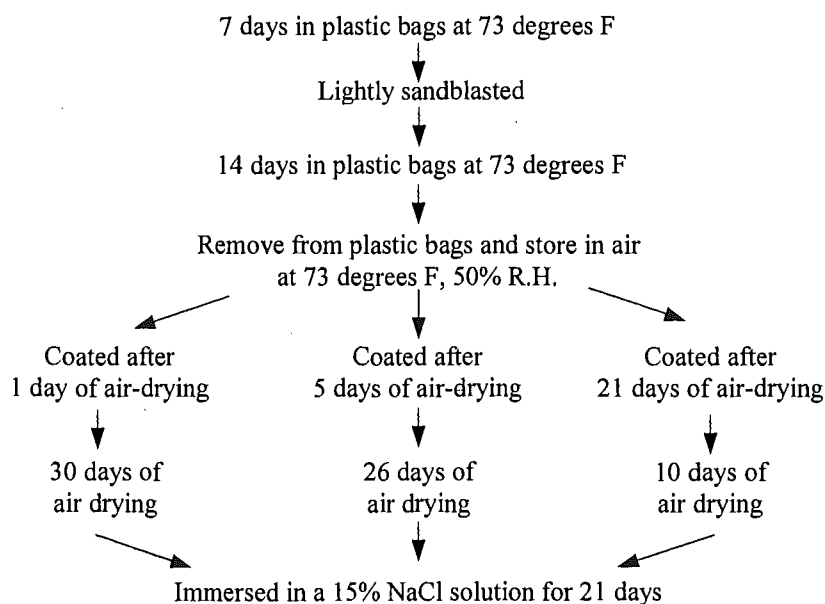 7 days in plastic bags at 73 degrees F
Lightly sandblasted
14 days in plastic bags at 73 degrees F
Remove from plastic bags and store in air
at 73 degrees F, 50% R.H.
Coated after
1 day of air-drying
Coated after
5 days of air-drying
Coated after
21 days of air-drying
30 days of
air drying
26 days of
air drying
10 days of
air drying
Immersed in a 15% NaCl solution for 21 days